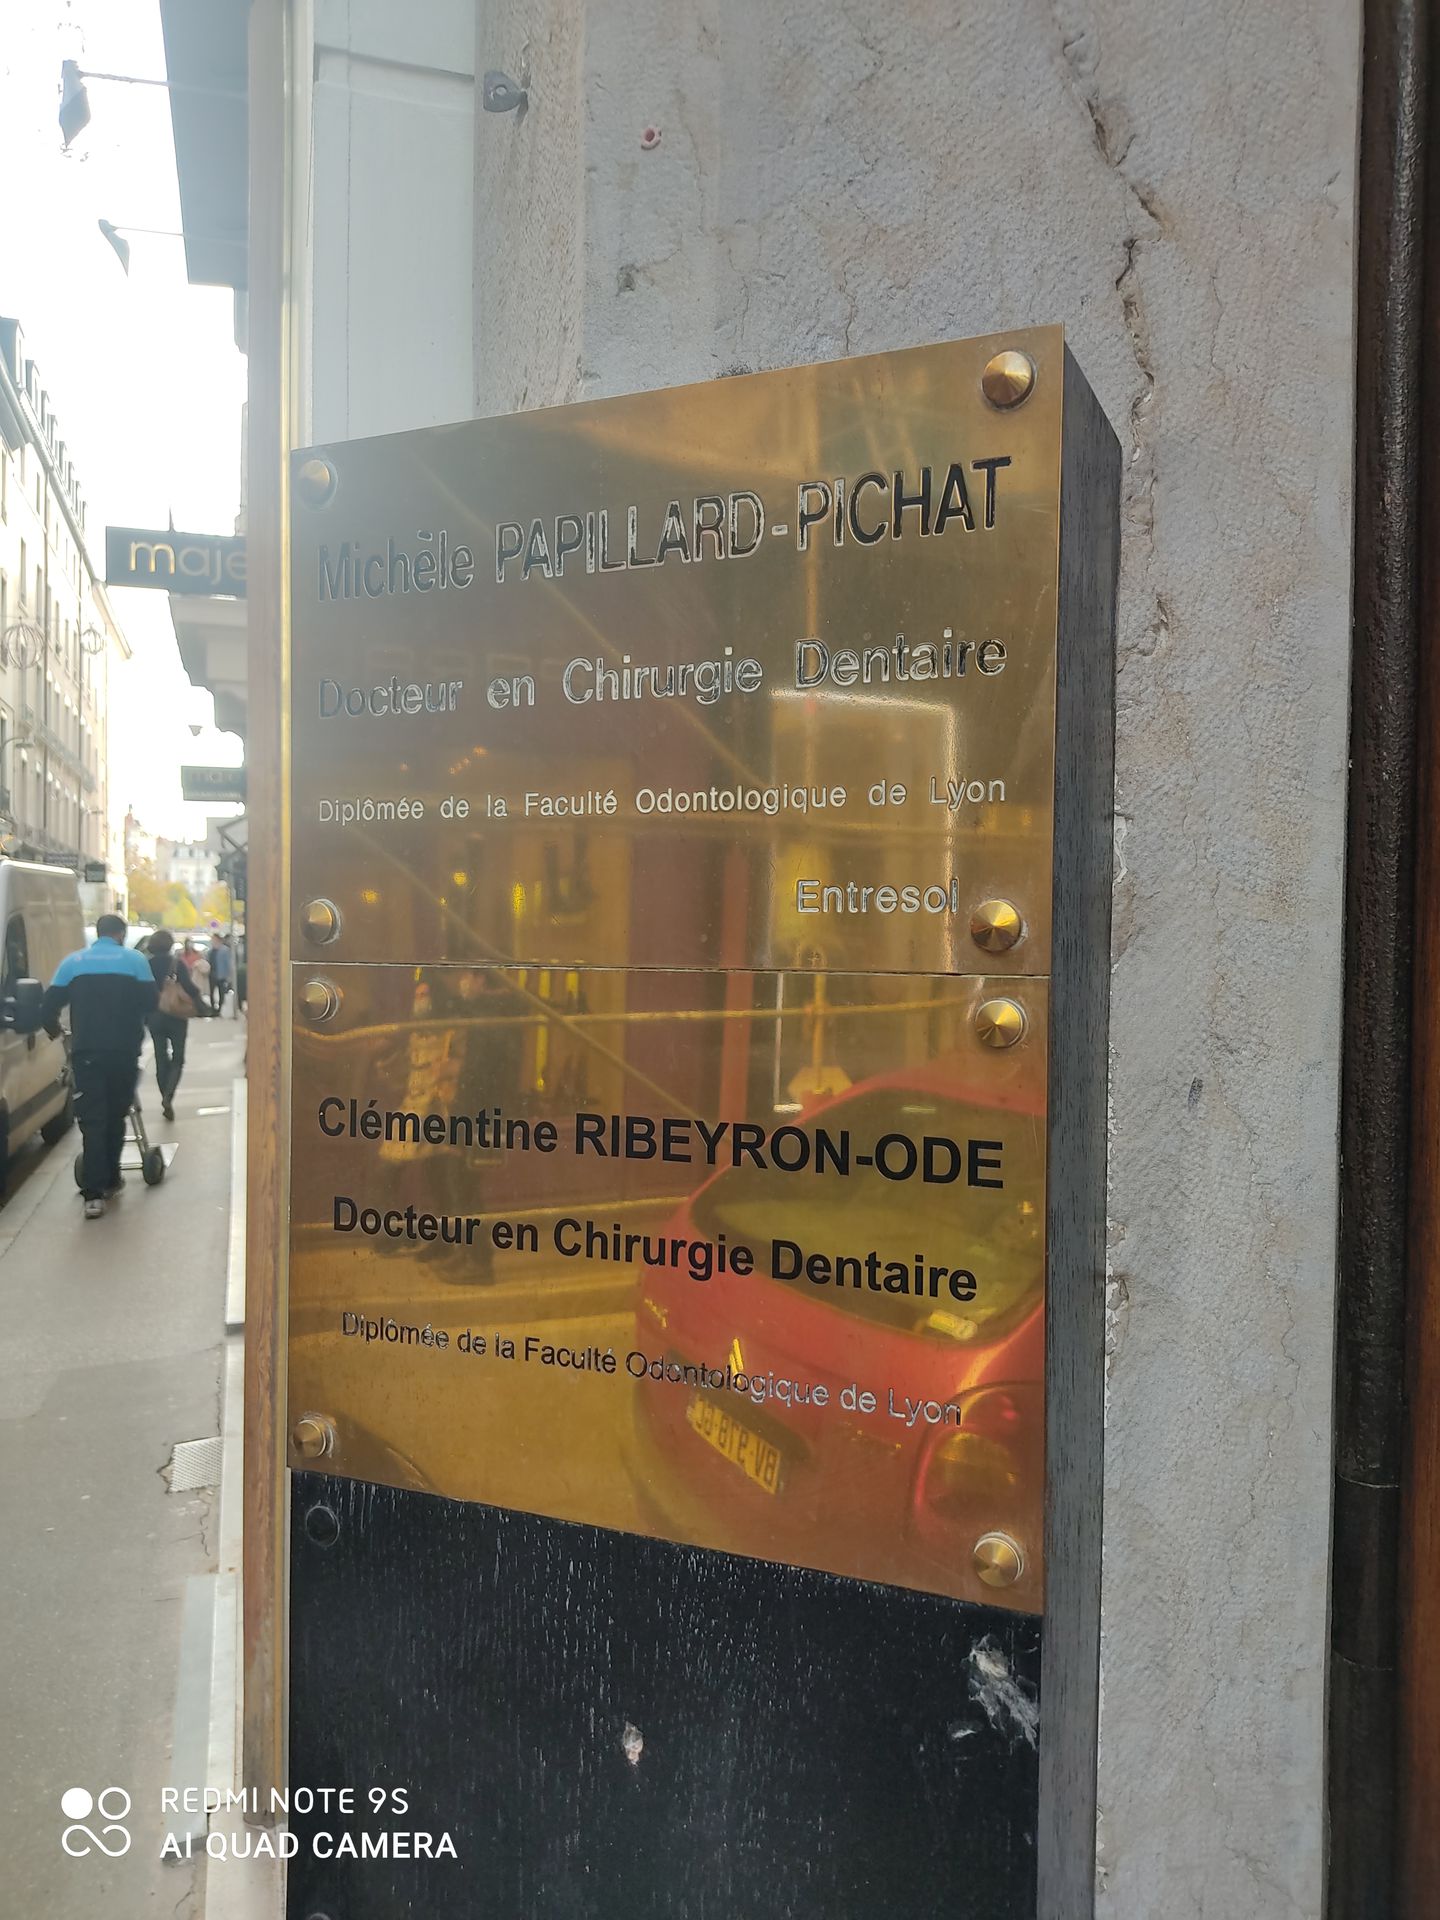 maje
Michèle PAPILLARD-PICHAT
Docteur en Chirurgie Dentaire
Diplômée de la Faculté Odontologique de Lyon
Entresol
Clémentine RIBEYRON-ODE
Docteur en Chirurgie Dentaire
Diplômée de la Faculté Odontologique de Lyon
REDMI NOTE 9S
AI QUAD CAMERA